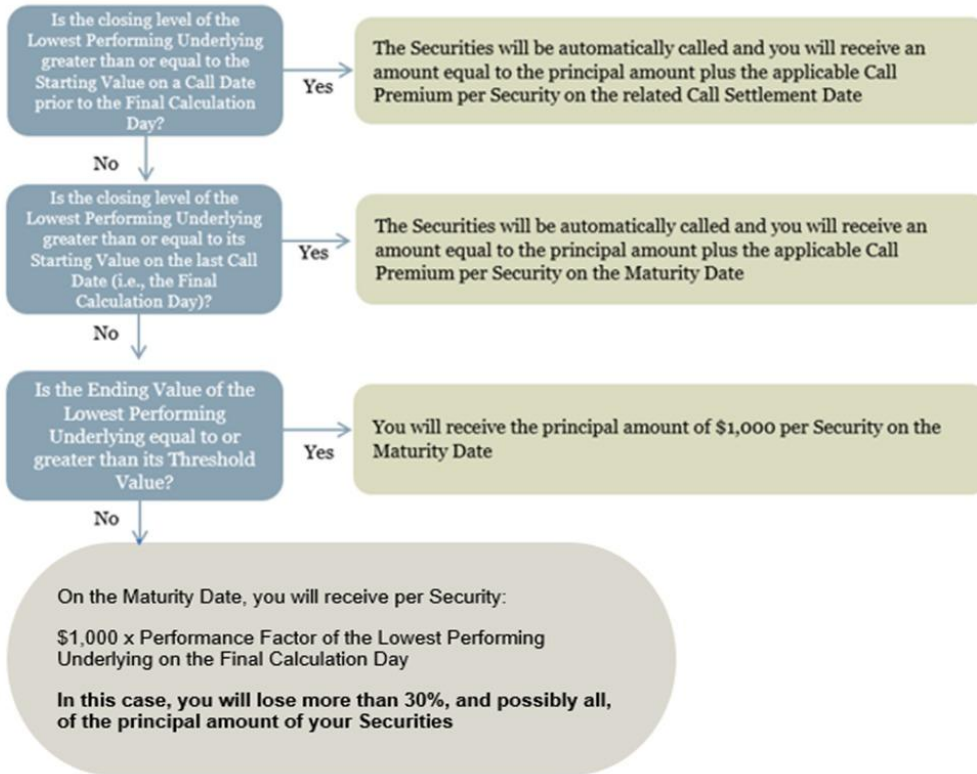 Is the closing level of the
Lowest Performing Underlying
greater than or equal to the
Starting Value on a Call Date
prior to the Final Calculation
Day?
Yes
The Securities will be automatically called and you will receive an
amount equal to the principal amount plus the applicable Call
Premium per Security on the related Call Settlement Date
No
Is the closing level of the
Lowest Performing Underlying
greater than or equal to its
Starting Value on the last Call
Date (i.e., the Final
Calculation Day)?
Yes
The Securities will be automatically called and you will receive an
amount equal to the principal amount plus the applicable Call
Premium per Security on the Maturity Date
No
Is the Ending Value of the
Lowest Performing
Underlying equal to or
greater than its Threshold
Value?
Yes
You will receive the principal amount of $1,000 per Security on the
Maturity Date
No
On the Maturity Date, you will receive per Security:
$1,000 x Performance Factor of the Lowest Performing
Underlying on the Final Calculation Day
In this case, you will lose more than 30%, and possibly all,
of the principal amount of your Securities